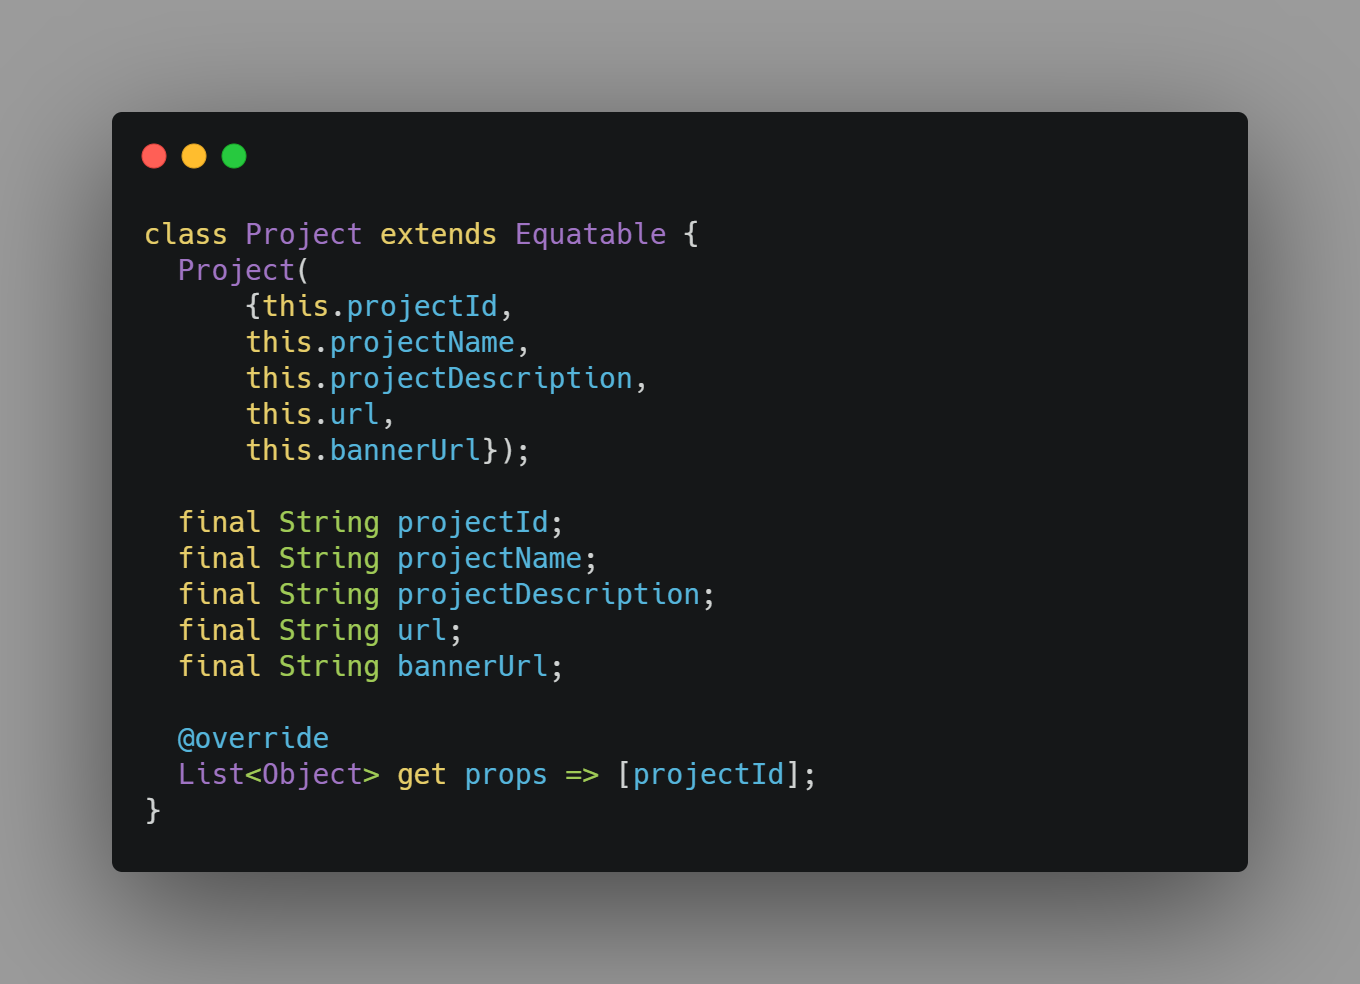 class Project extends Equatable {
  Project(
      {this.projectId,
      this.projectName,
      this.projectDescription,
      this.url,
      this.bannerUrl});

  final String projectId;
  final String projectName;
  final String projectDescription;
  final String url;
  final String bannerUrl;

  @override
  List<Object> get props => [projectId];
}